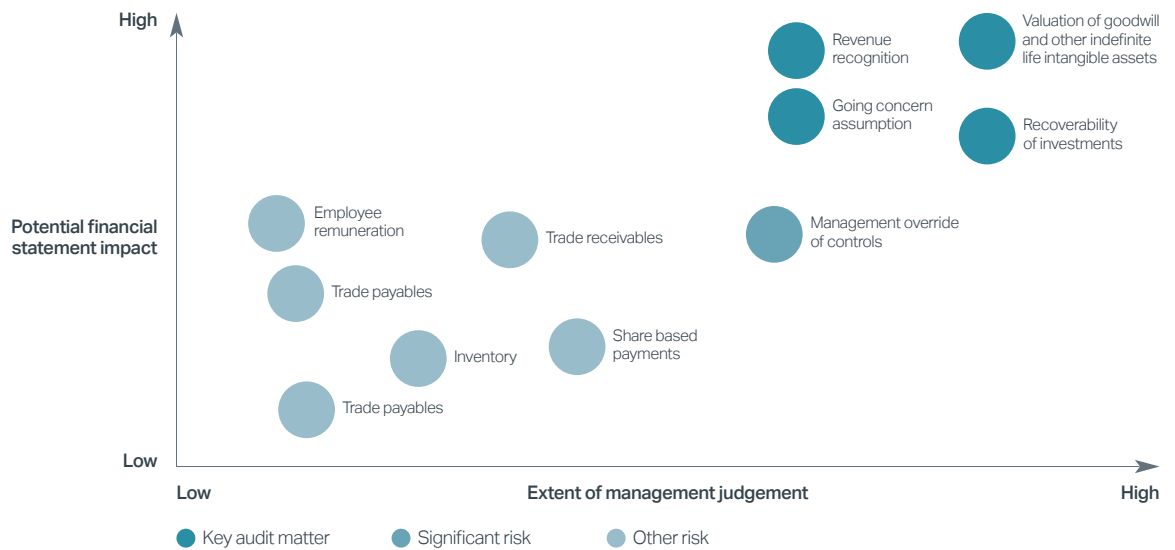 High
Revenue
recognition
Valuation of goodwill
and other indefinite
life intangible assets
Going concern
assumption
Recoverability
of investments
Potential financial
statement impact
Employee
remuneration
Trade receivables
Management override
of controls
Trade payables
Share based
payments
Inventory
Trade payables
Low
Low
Extent of management judgement
High
Key audit matter
Significant risk
Other risk